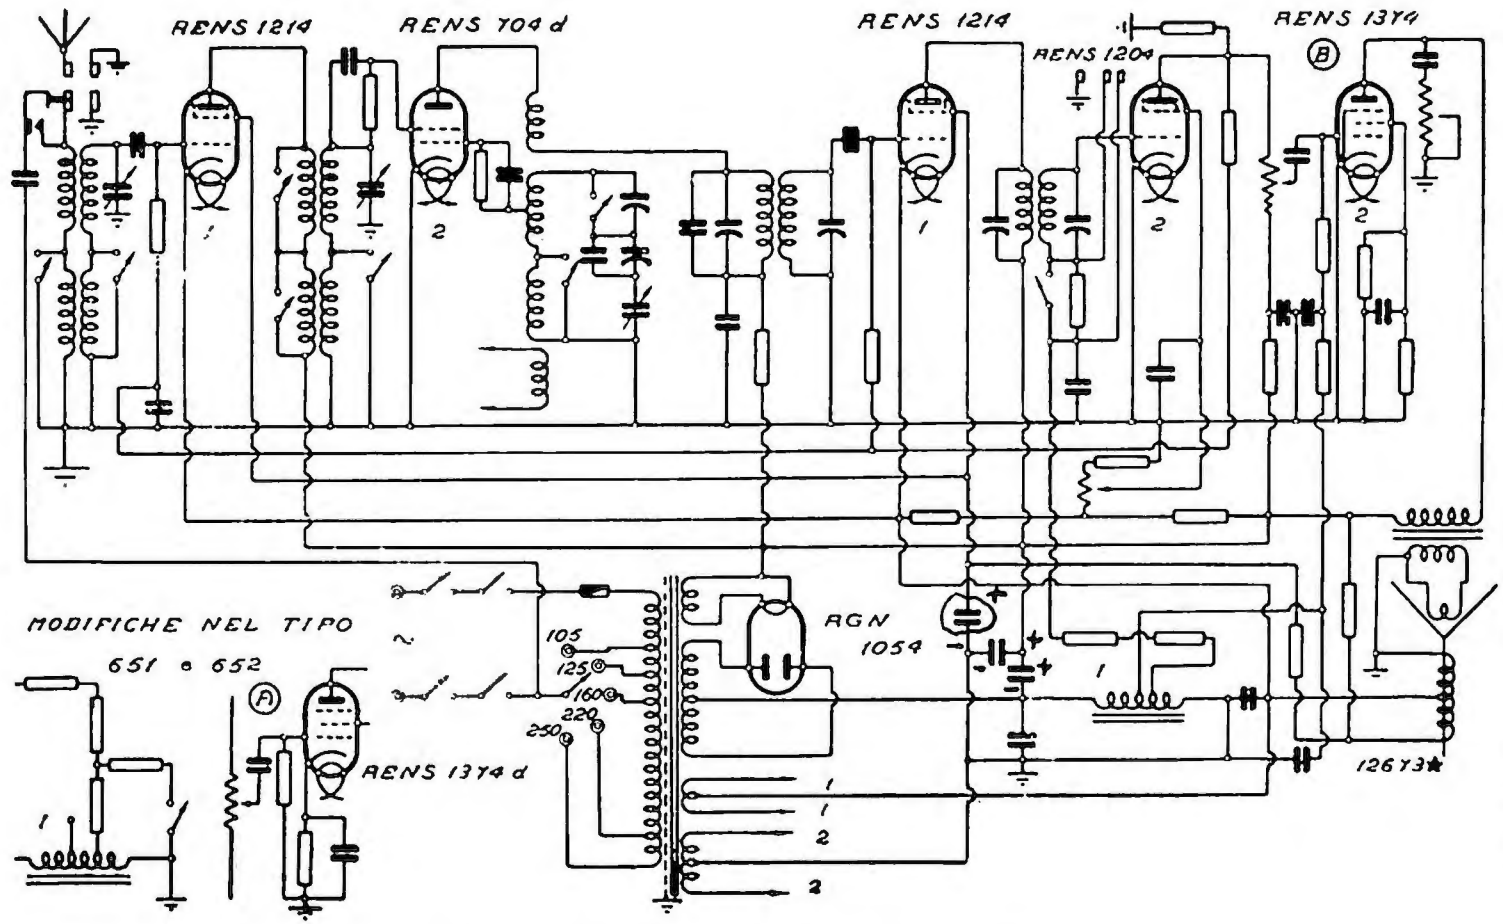 RENS 1214
RENS 704 d
RENS 1214
RENS 1204
RENS 1374
B
1
2
1
2
2
+
RGN
1054
+
+
-
-
1
MODIFICHE NEL TIPO
651 e 652
A
~
105
125
160
220
250
RENS 1374 d
1
1
1
2
2
12673★